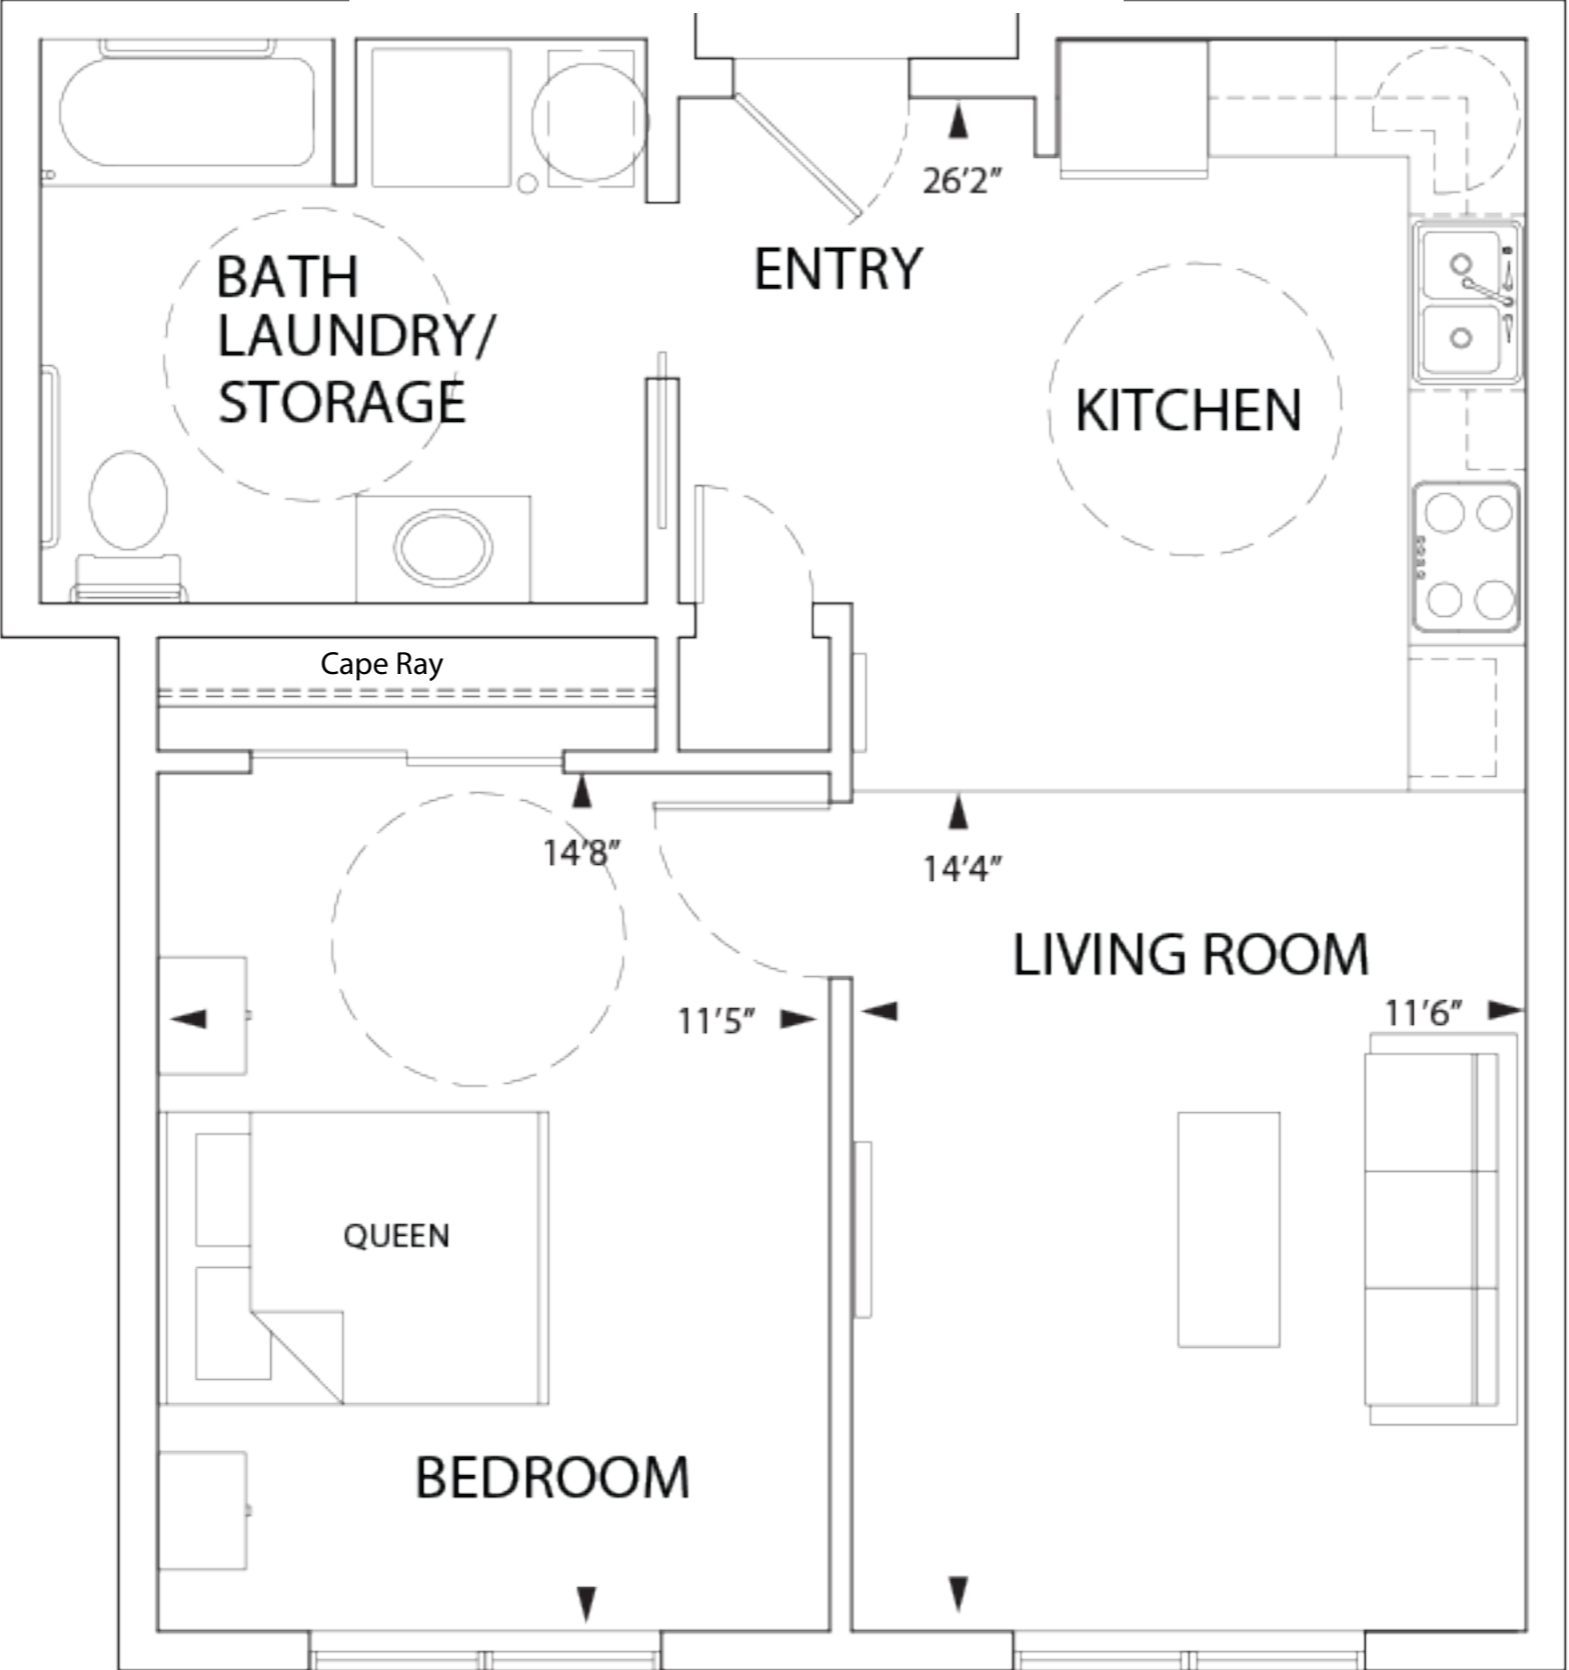 26’2”
ENTRY
BATH
LAUNDRY/
STORAGE
KITCHEN
Cape Ray
14’8”
14’4”
LIVING ROOM
11’5”
11’6”
QUEEN
BEDROOM